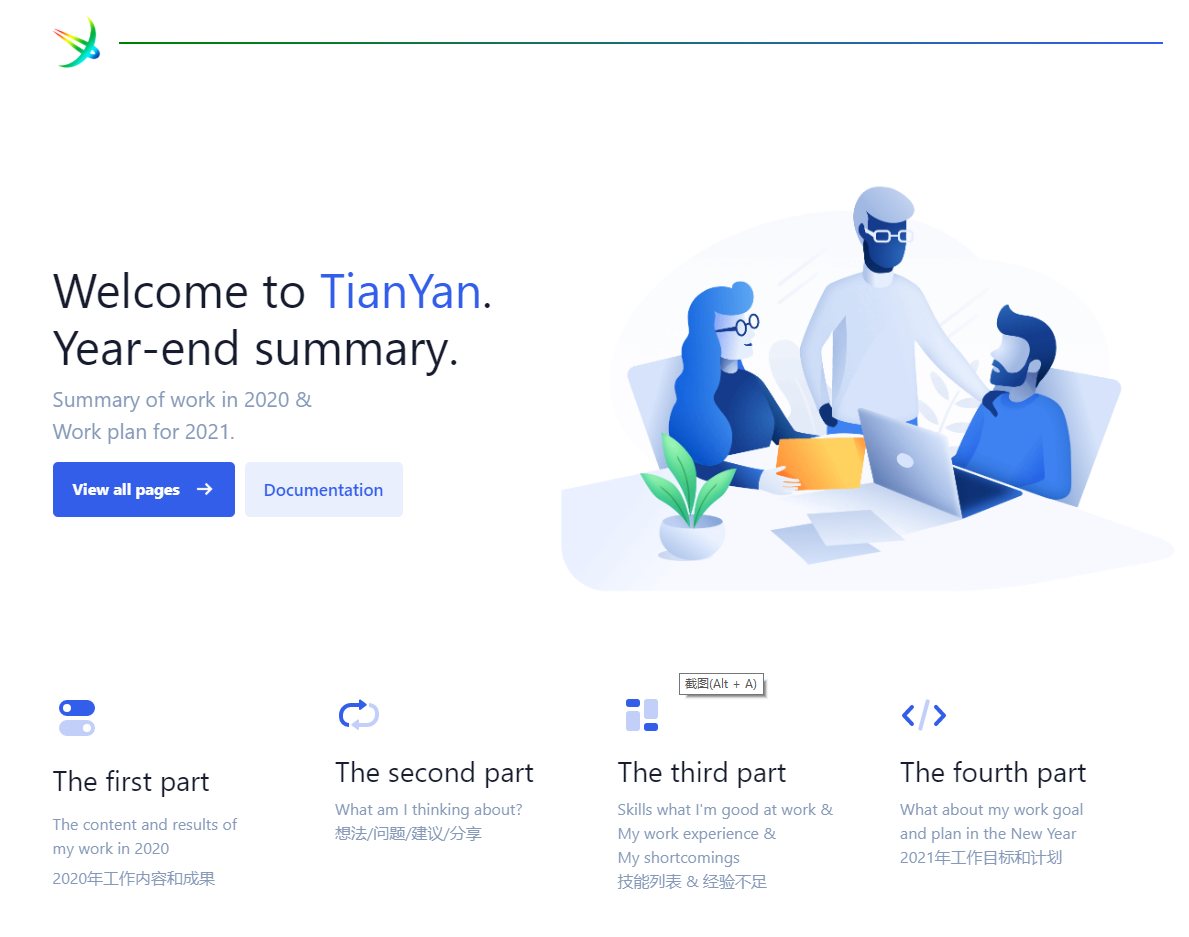 Welcome to TianYan.
Year-end summary.
Summary of work in 2020 &
Work plan for 2021.
View all pages
Documentation
截图(Alt + A)
The first part
The content and results of
my work in 2020
2020年工作内容和成果
The second part
What am I thinking about?
想法/问题/建议/分享
The third part
Skills what I'm good at work &
My work experience &
My shortcomings
技能列表 & 经验不足
The fourth part
What about my work goal
and plan in the New Year
2021年工作目标和计划